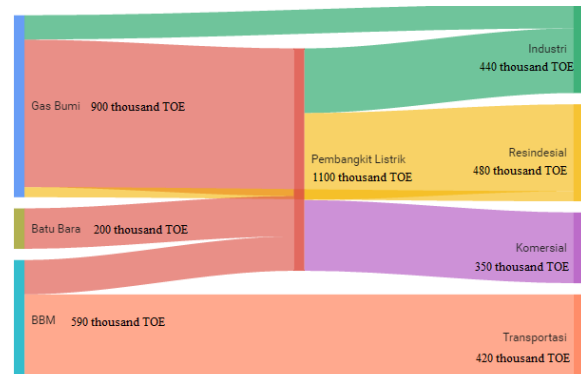 Industri
440 thousand TOE
Gas Bumi 900 thousand TOE
Resindesial
Pembangkit Listrik
480 thousand TOE
1100 thousand TOE
Batu Bara 200 thousand TOE
Komersial
350 thousand TOE
BBM 590 thousand TOE
Transportasi
420 thousand TOE